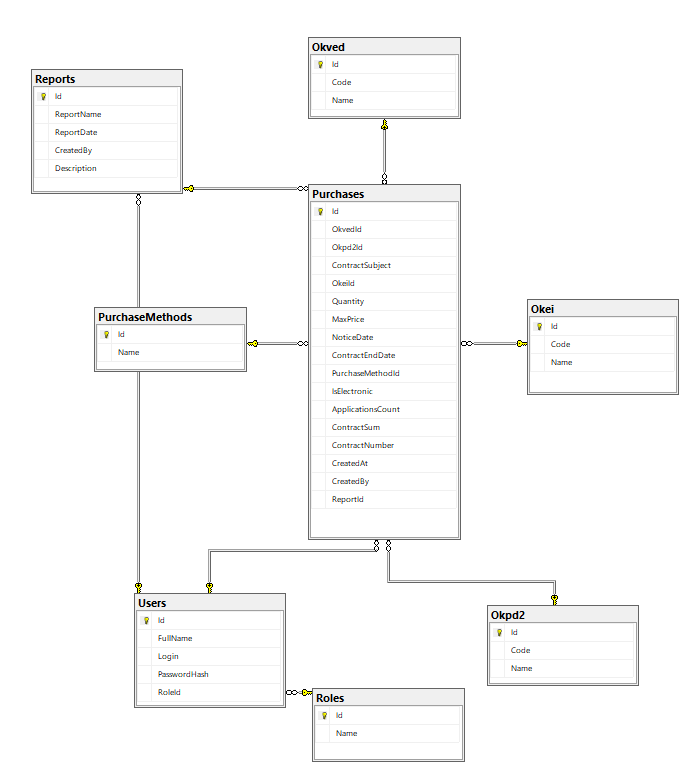 Okved
Id
Code
Name
Reports
Id
ReportName
ReportDate
CreatedBy
Description
Purchases
Id
OkvedId
Okpd2Id
ContractSubject
OkeiId
Quantity
MaxPrice
NoticeDate
ContractEndDate
PurchaseMethodId
IsElectronic
ApplicationsCount
ContractSum
ContractNumber
CreatedAt
CreatedBy
ReportId
PurchaseMethods
Id
Name
Okei
Id
Code
Name
Users
Id
FullName
Login
PasswordHash
RoleId
Okpd2
Id
Code
Name
Roles
Id
Name